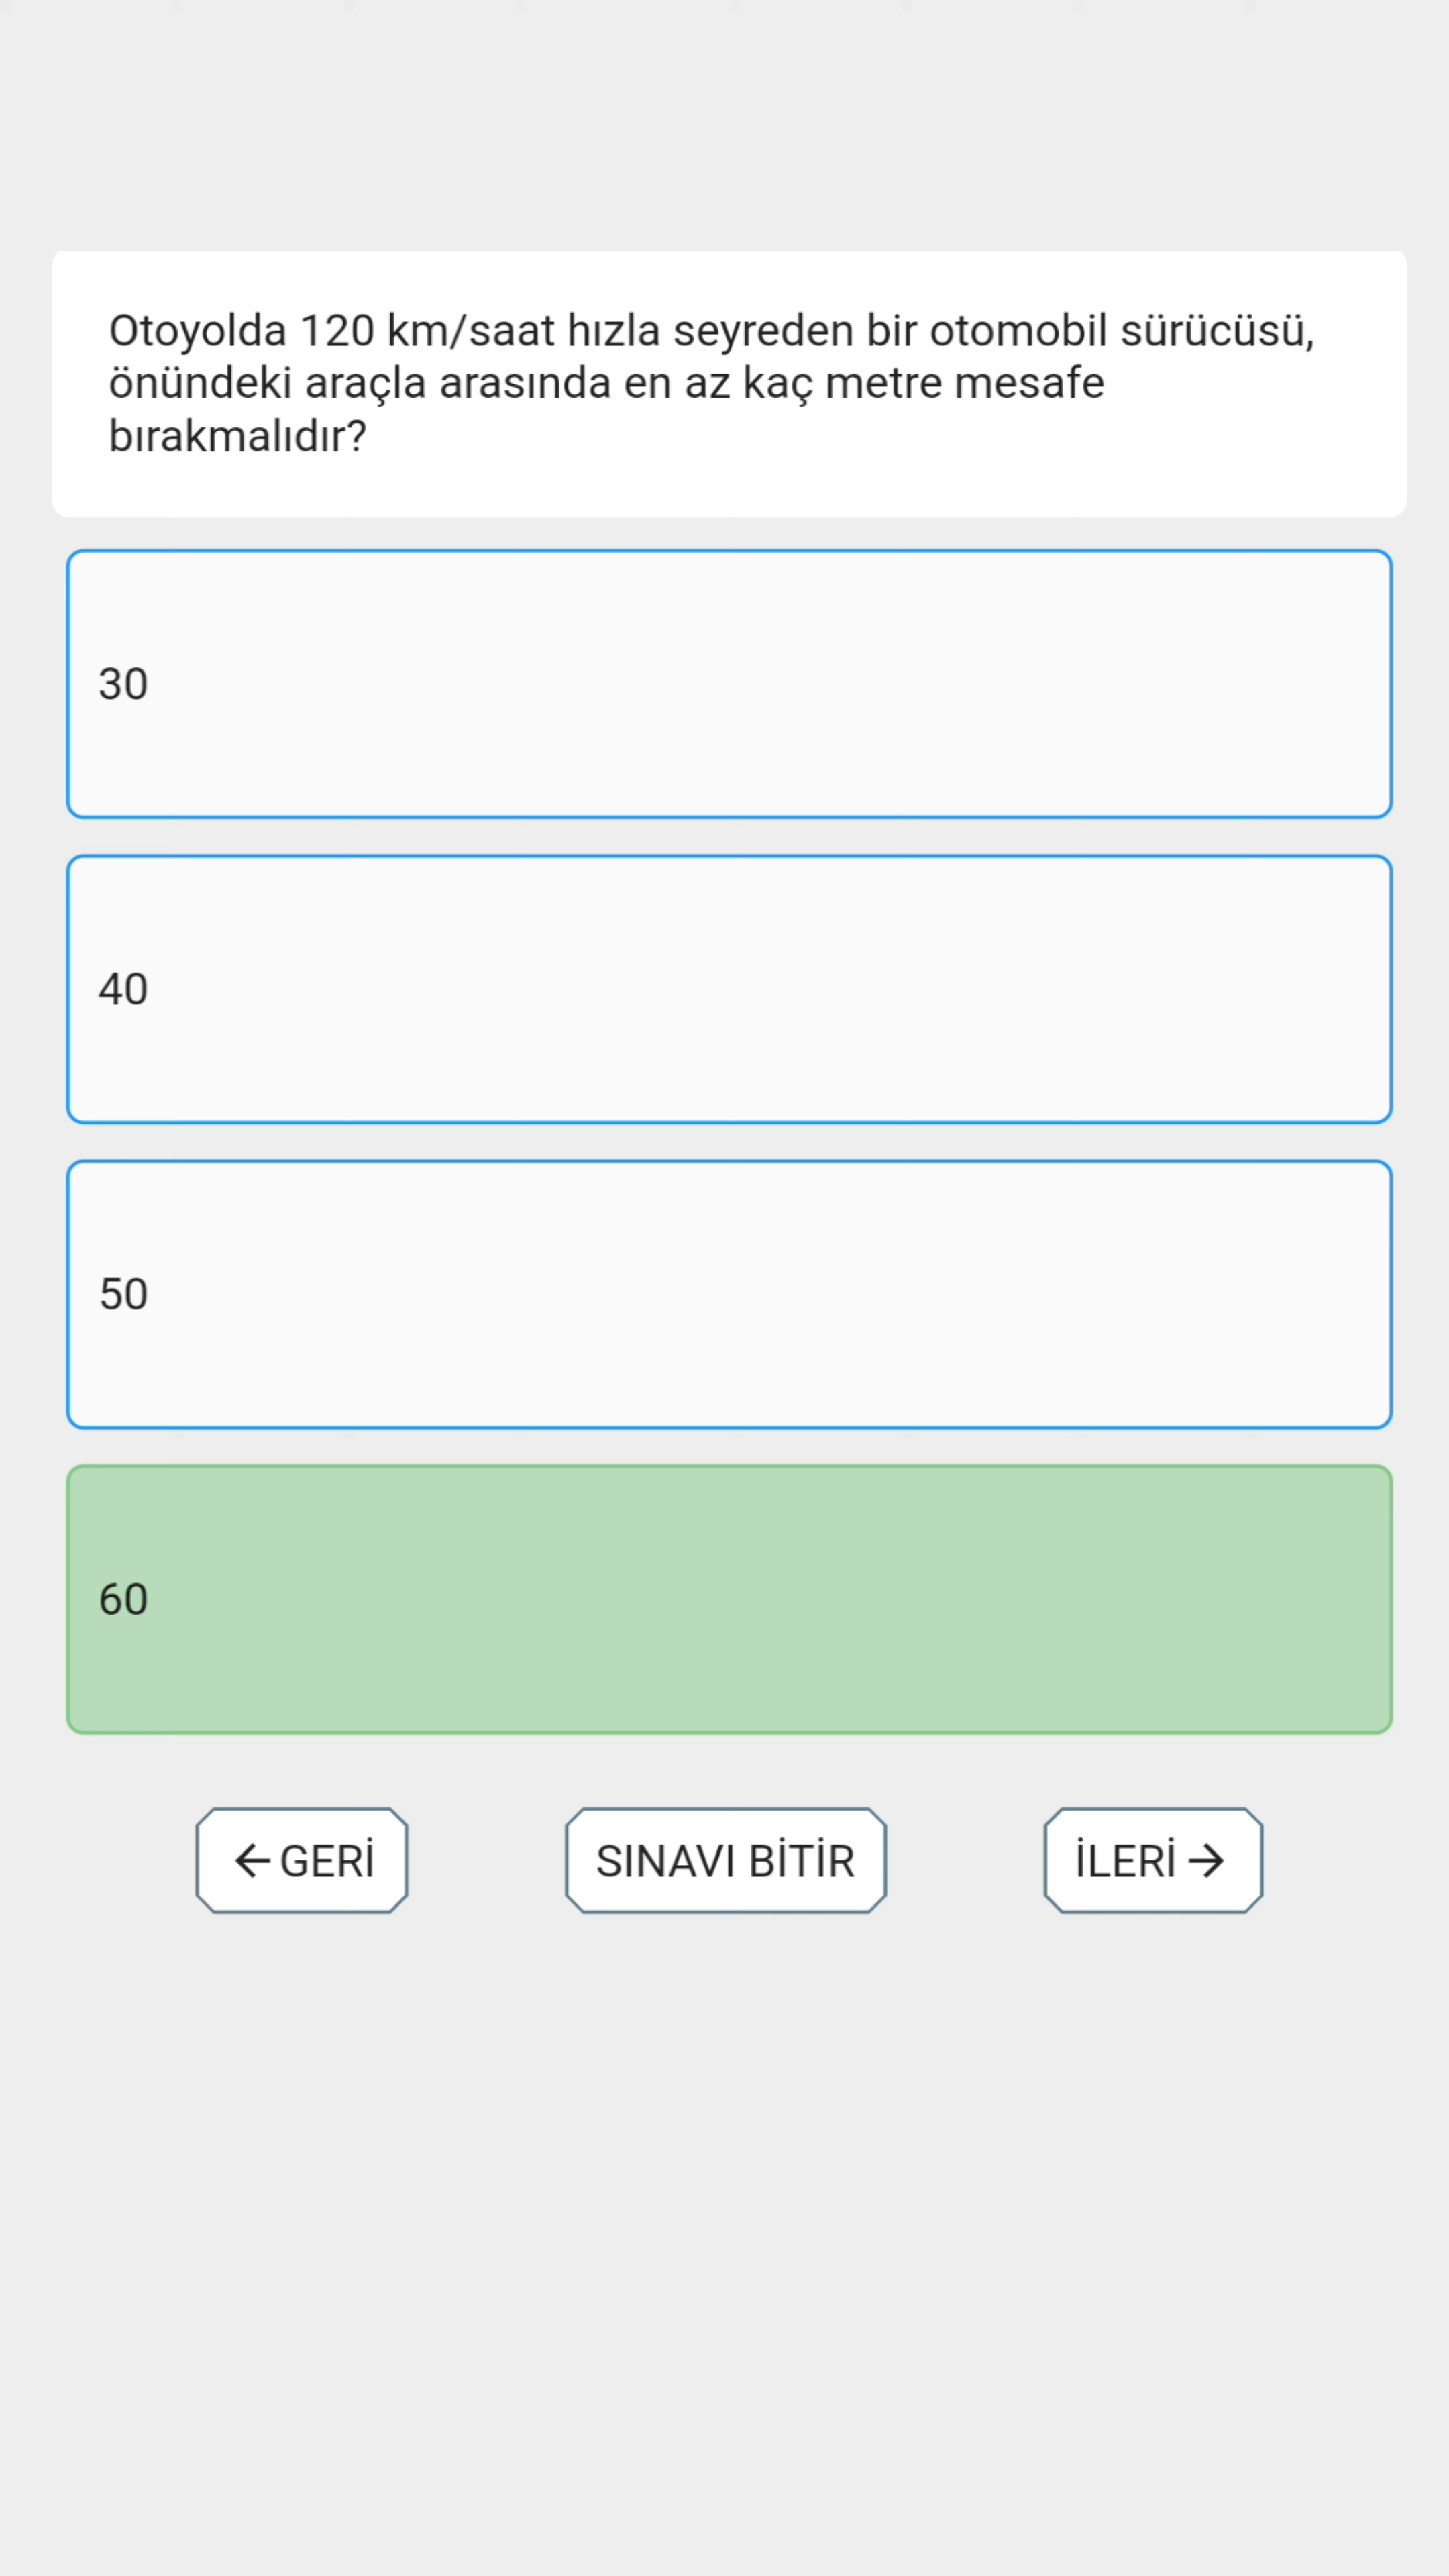 Otoyolda 120 km/saat hızla seyreden bir otomobil sürücüsü,
önündeki araçla arasında en az kaç metre mesafe
bırakmalıdır?
30
40
50
60
← GERİ
SINAVI BİTİR
İLERİ →